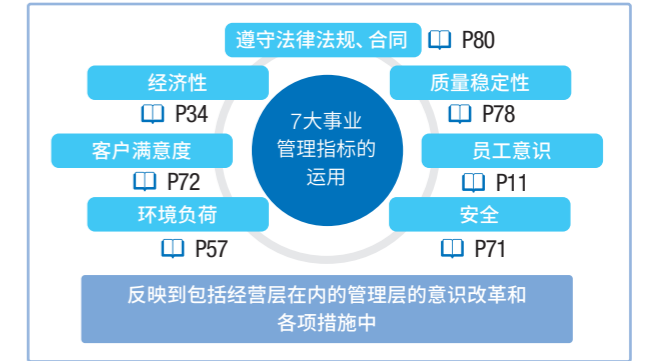 遵守法律法规、合同
P80
经济性
P34
质量稳定性
P78
7大事业
管理指标的
运用
客户满意度
P72
员工意识
P11
环境负荷
P57
安全
P71
反映到包括经营层在内的管理层的意识改革和
各项措施中